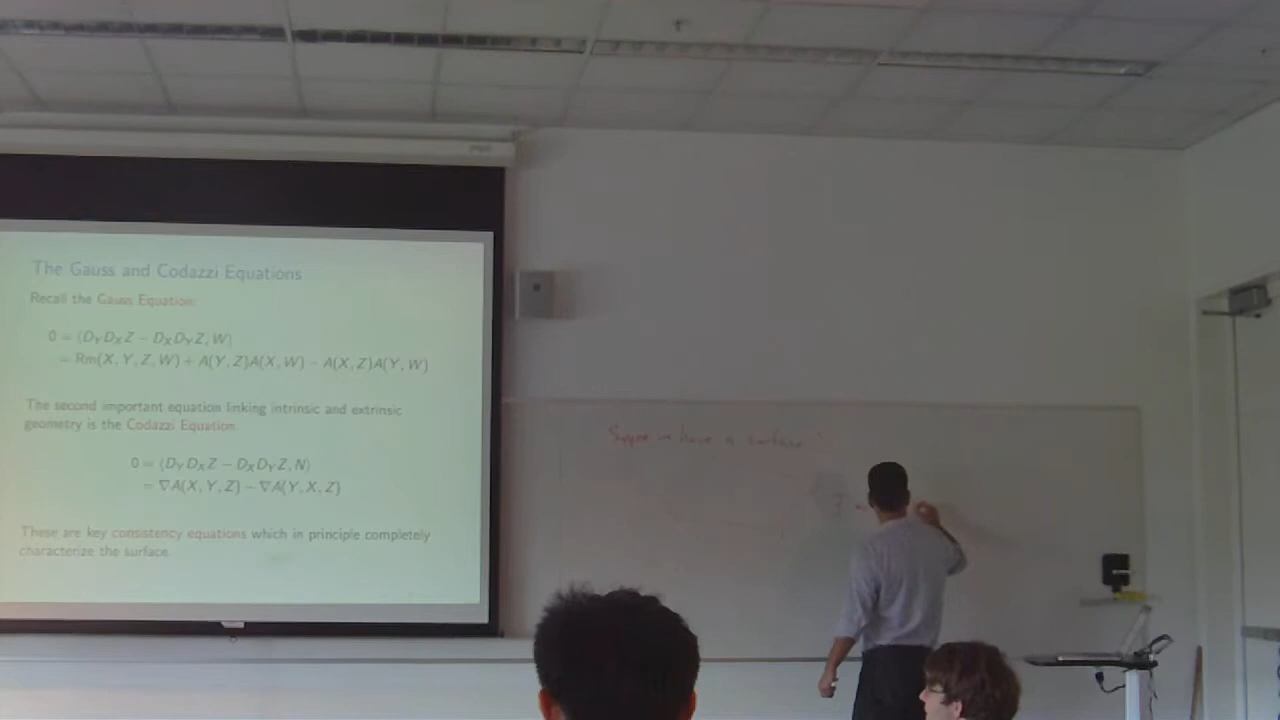 The Gauss and Codazzi Equations
Recall the Gauss Equation:
0 = ⟨D_Y D_X Z − D_X D_Y Z, W⟩
= Rm(X, Y, Z, W) + A(Y, Z)A(X, W) − A(X, Z)A(Y, W)
The second important equation linking intrinsic and extrinsic
geometry is the Codazzi Equation
0 = ⟨D_Y D_X Z − D_X D_Y Z, N⟩
= ∇A(X, Y, Z) − ∇A(Y, X, Z)
These are key consistency equations which in principle completely
characterize the surface.
have a surface